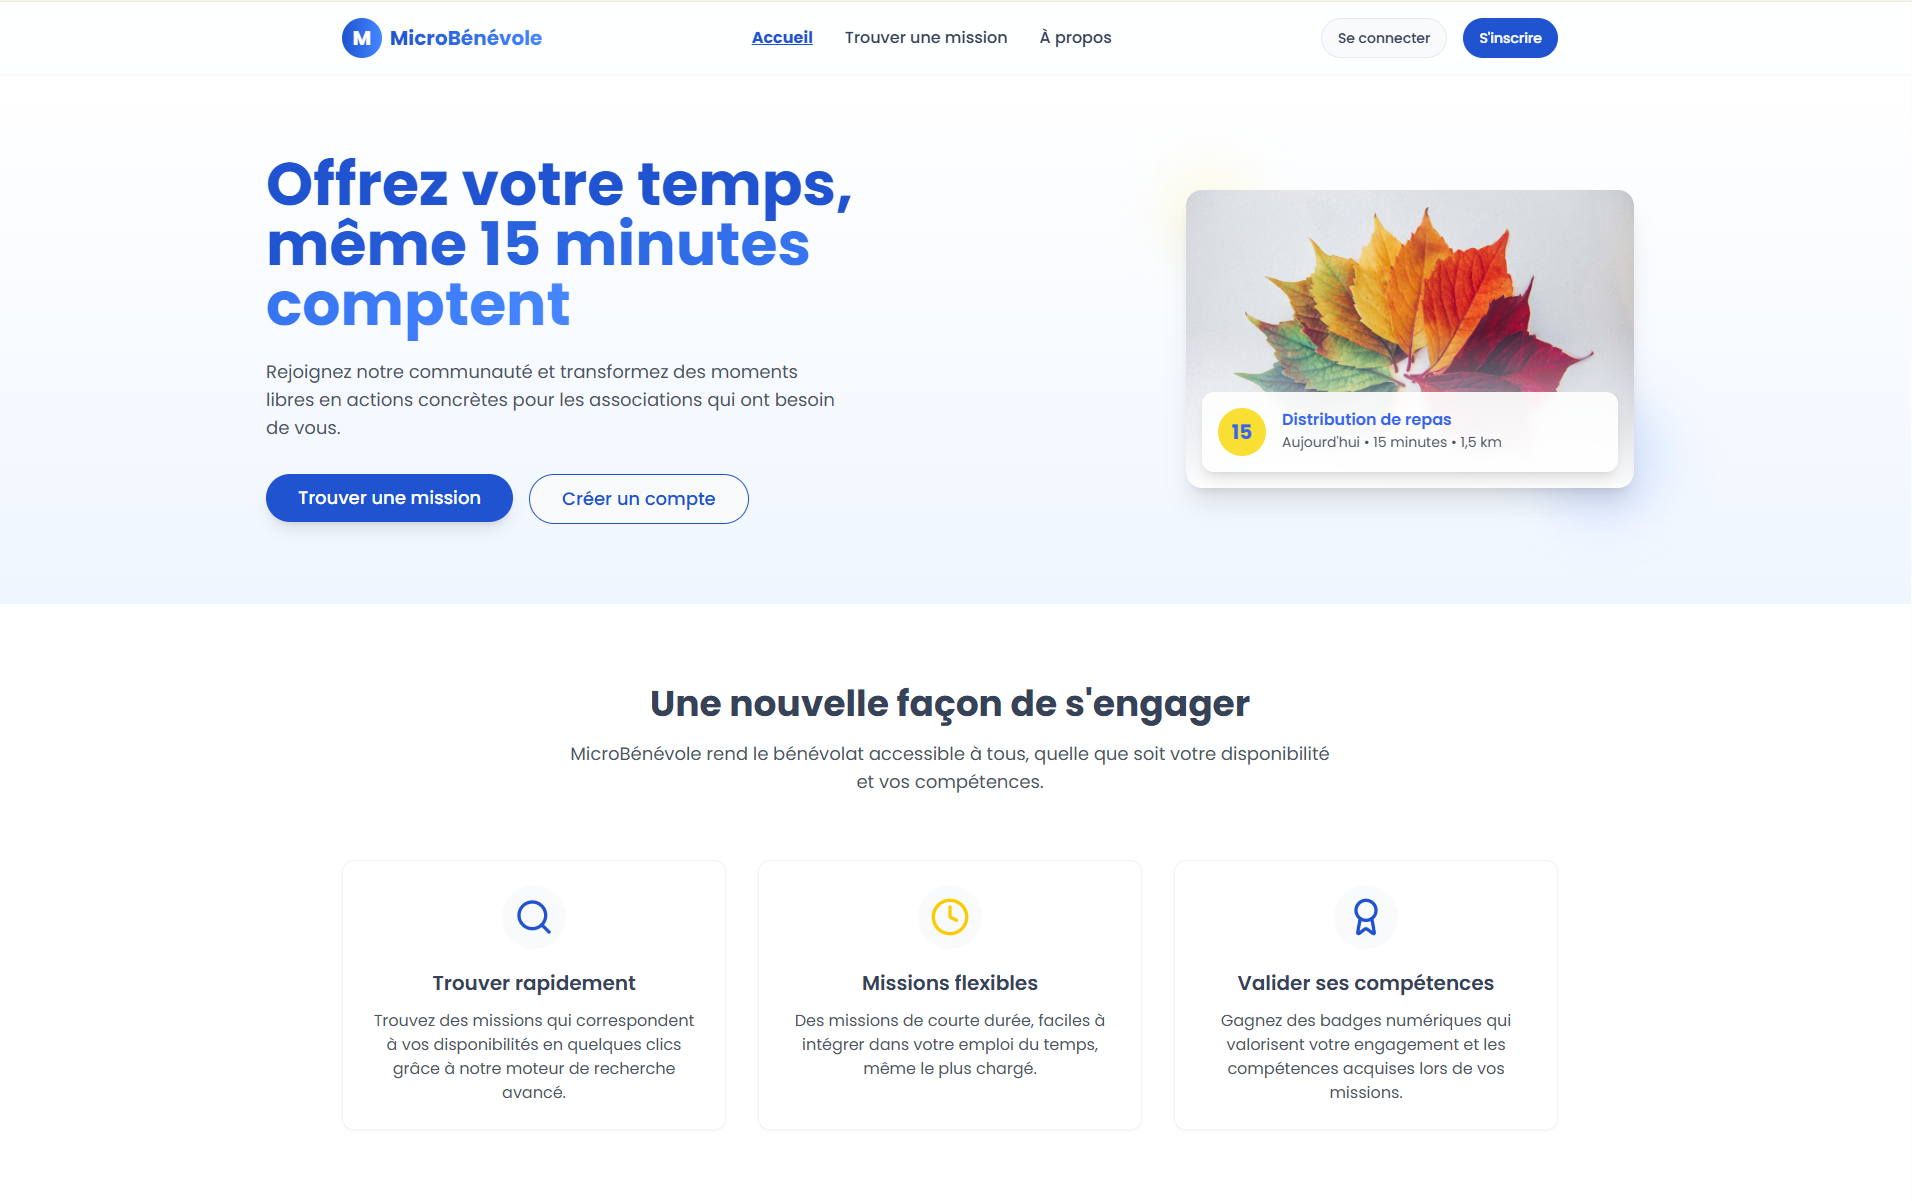 M MicroBénévole
Accueil Trouver une mission À propos
Se connecter S'inscrire
Offrez votre temps,
même 15 minutes
comptent
Rejoignez notre communauté et transformez des moments
libres en actions concrètes pour les associations qui ont besoin
de vous.
Trouver une mission Créer un compte
15
Distribution de repas
Aujourd'hui • 15 minutes • 1,5 km
Une nouvelle façon de s'engager
MicroBénévole rend le bénévolat accessible à tous, quelle que soit votre disponibilité
et vos compétences.
Trouver rapidement
Trouvez des missions qui correspondent
à vos disponibilités en quelques clics
grâce à notre moteur de recherche
avancé.
Missions flexibles
Des missions de courte durée, faciles à
intégrer dans votre emploi du temps,
même le plus chargé.
Valider ses compétences
Gagnez des badges numériques qui
valorisent votre engagement et les
compétences acquises lors de vos
missions.